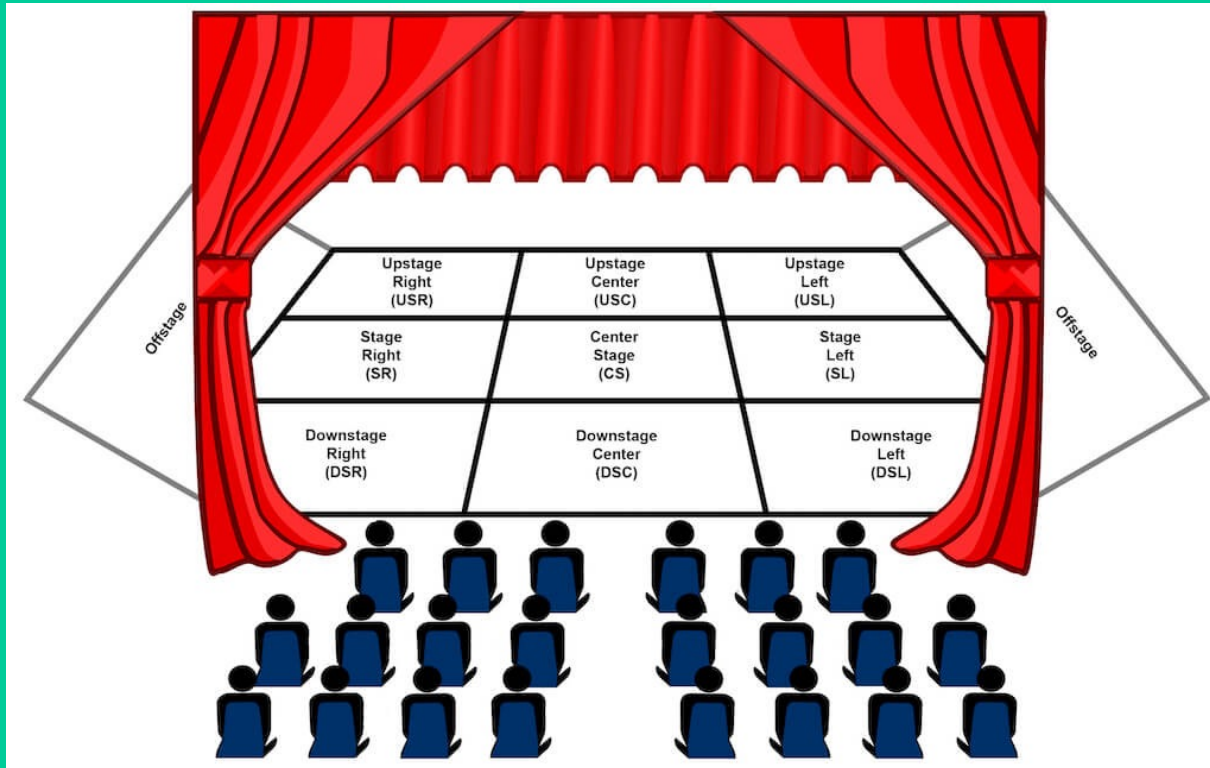 Upstage
Right
(USR)
Upstage
Center
(USC)
Upstage
Left
(USL)
Offstage
Stage
Right
(SR)
Center
Stage
(CS)
Stage
Left
(SL)
Offstage
Downstage
Right
(DSR)
Downstage
Center
(DSC)
Downstage
Left
(DSL)